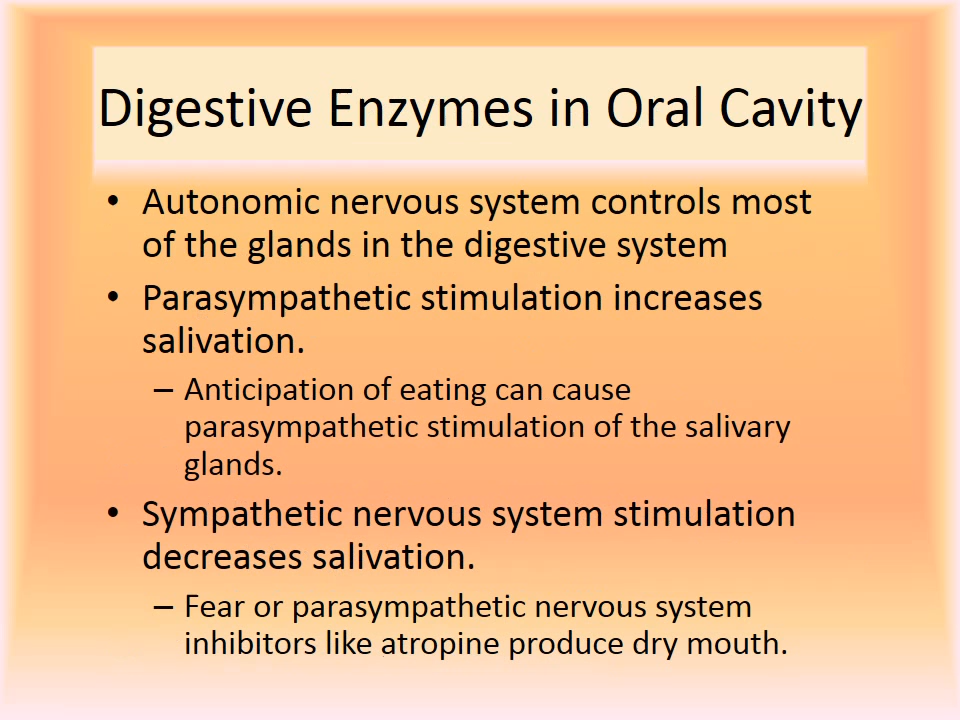 Digestive Enzymes in Oral Cavity
• Autonomic nervous system controls most
of the glands in the digestive system
• Parasympathetic stimulation increases
salivation.
– Anticipation of eating can cause
parasympathetic stimulation of the salivary
glands.
• Sympathetic nervous system stimulation
decreases salivation.
– Fear or parasympathetic nervous system
inhibitors like atropine produce dry mouth.